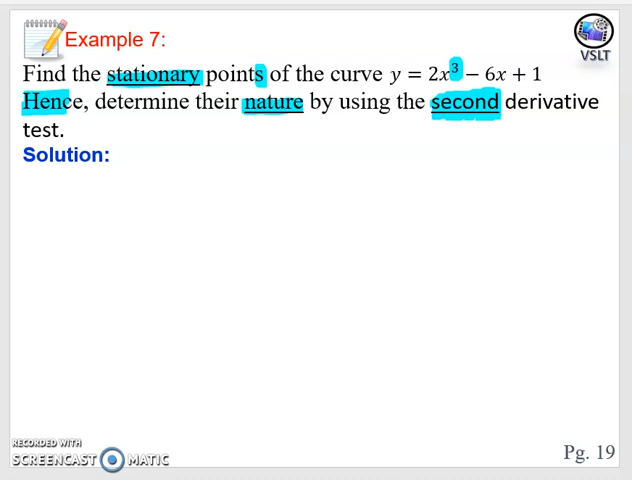 Example 7:
VSLT
Find the stationary points of the curve y = 2x³ − 6x + 1
Hence, determine their nature by using the second derivative
test.
Solution:
RECORDED WITH
SCREENCAST MATIC
Pg. 19